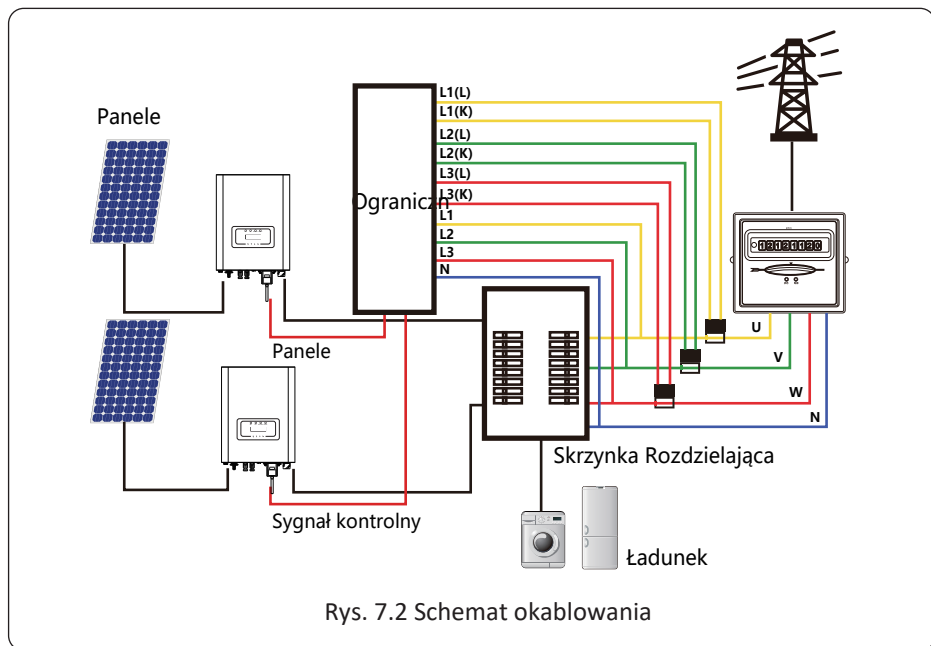 Panele
L1(L)
L1(K)
L2(L)
L2(K)
L3(L)
L3(K)
Ograniczn
L1
L2
L3
N
12121120
U
V
W
N
Panele
Skrzynka Rozdzielająca
Sygnał kontrolny
Ładunek
Rys. 7.2 Schemat okablowania